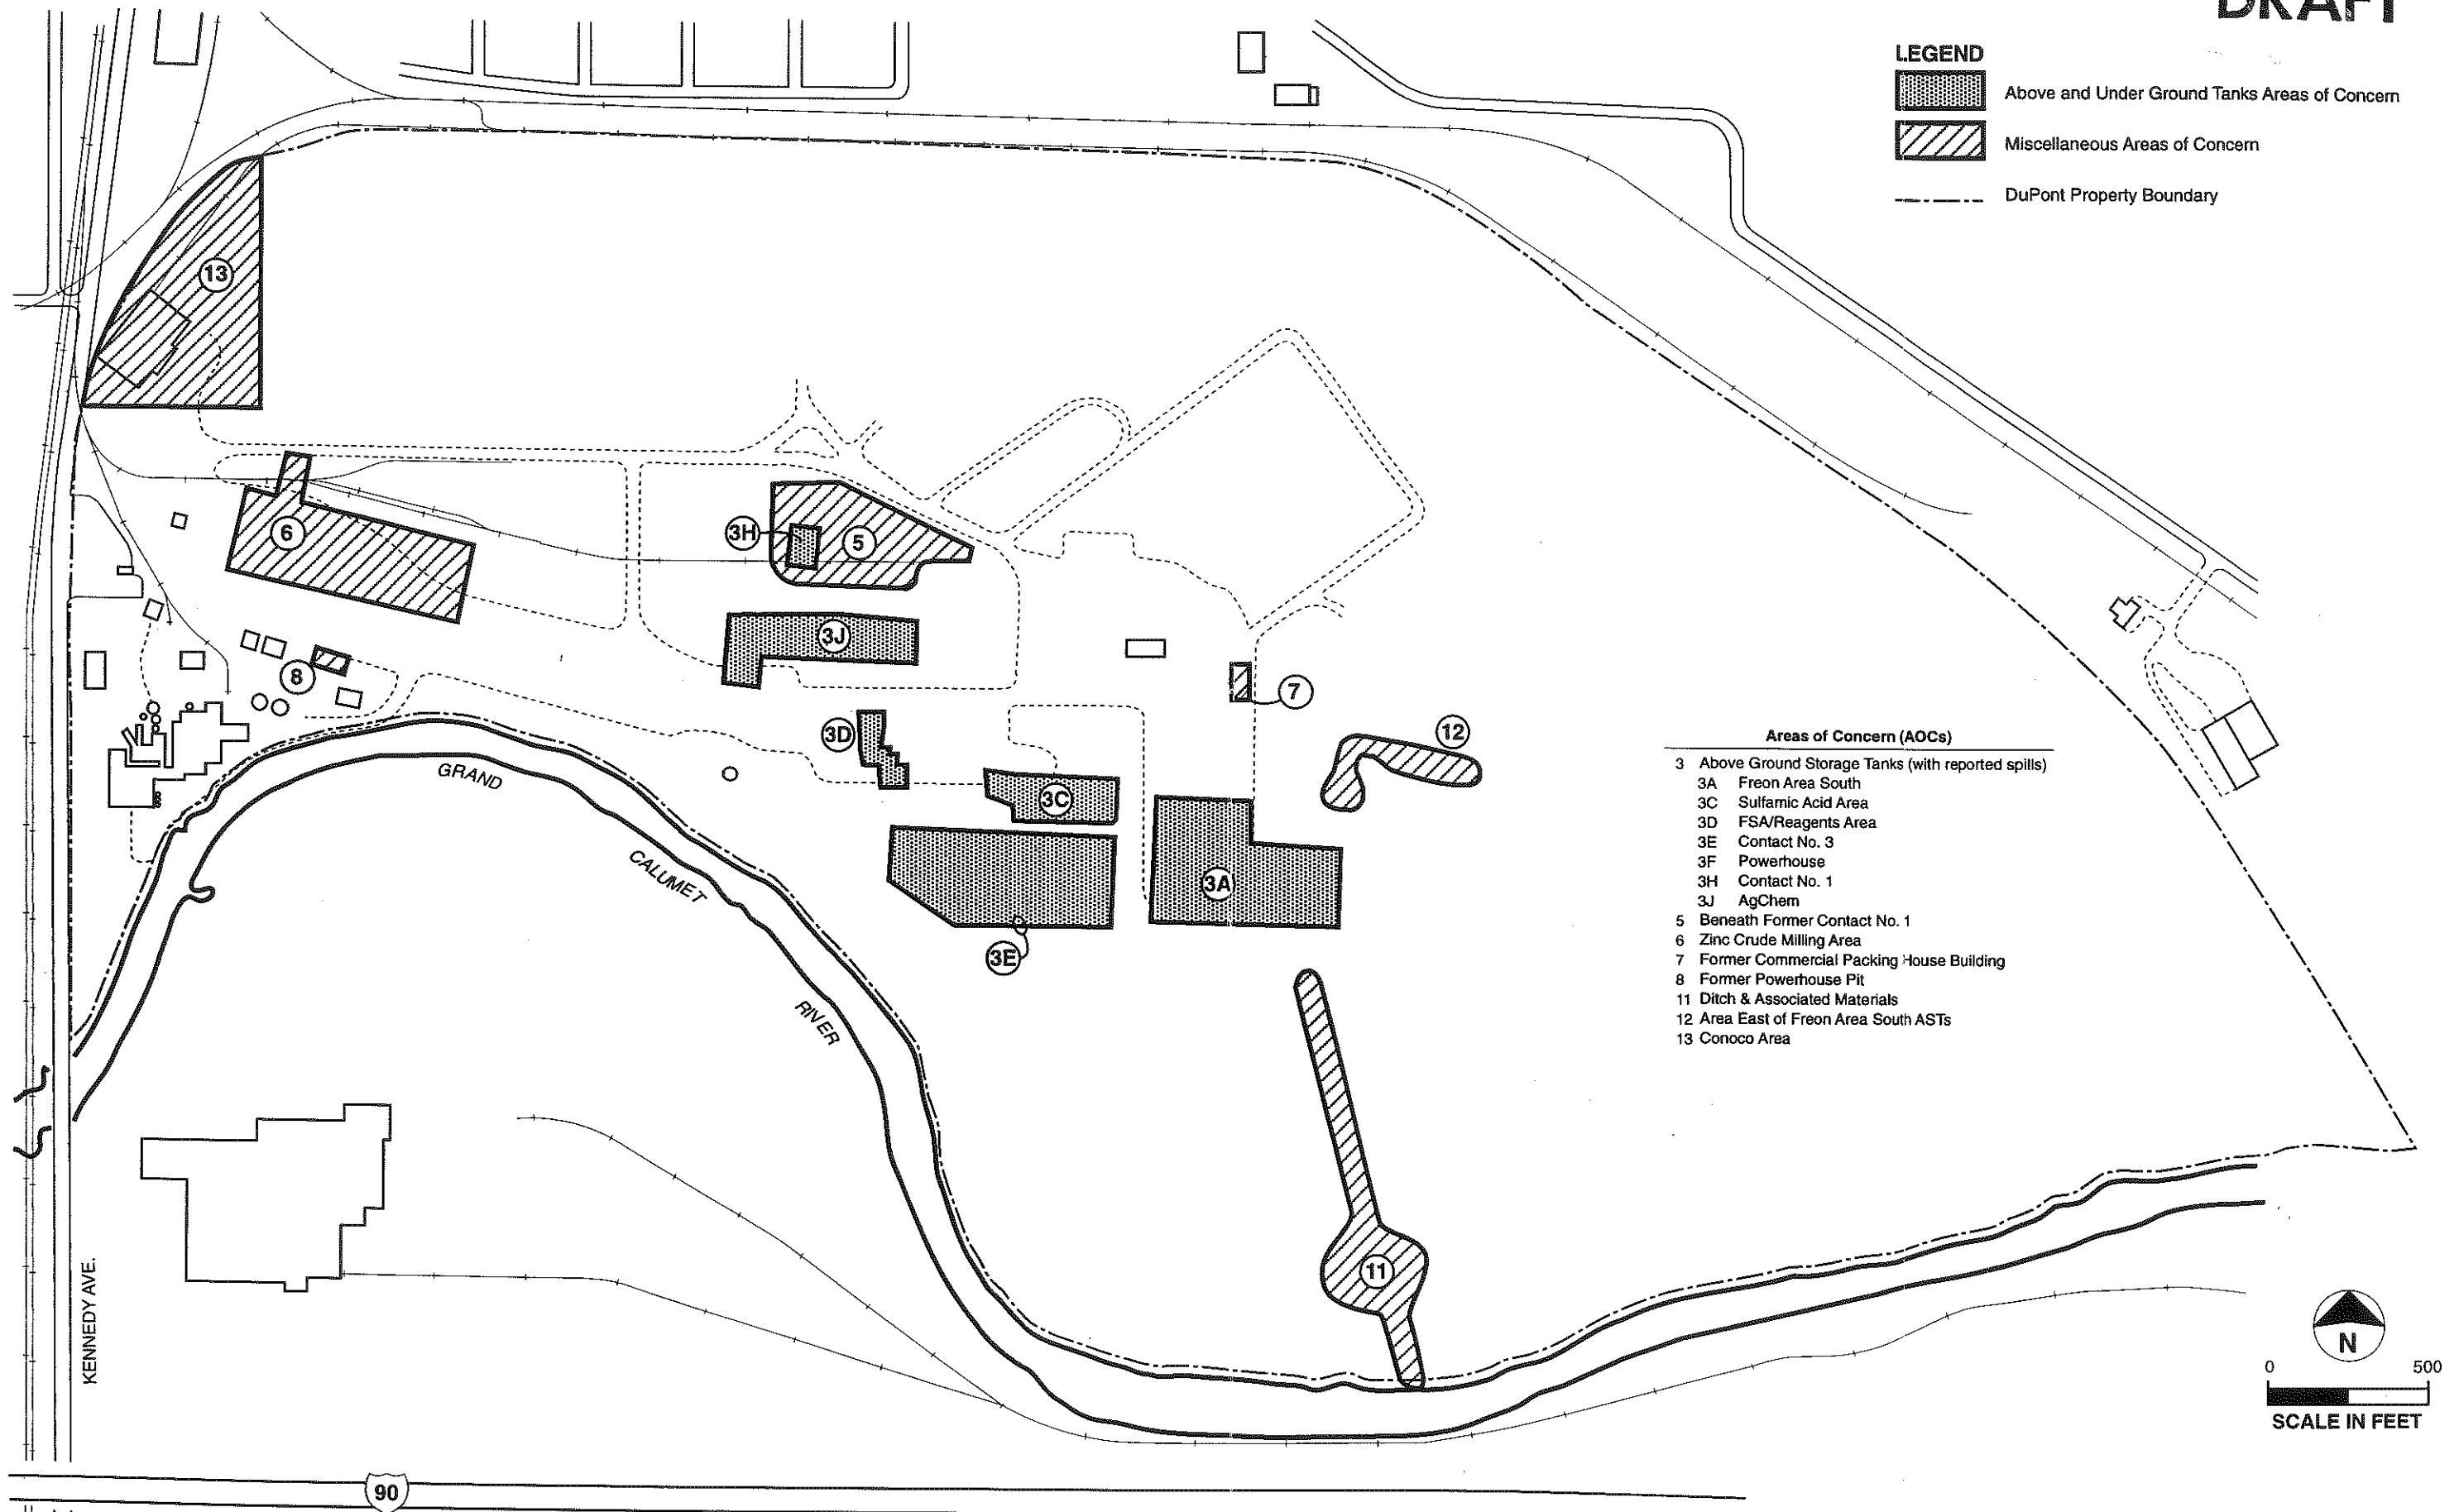 DRAFT
LEGEND
Above and Under Ground Tanks Areas of Concern
Miscellaneous Areas of Concern
DuPont Property Boundary
13
6
3H
5
3J
8
7
3D
12
3C
3A
3E
11
GRAND
CALUMET
RIVER
KENNEDY AVE.
90
Areas of Concern (AOCs)
3 Above Ground Storage Tanks (with reported spills)
3A Freon Area South
3C Sulfamic Acid Area
3D FSA/Reagents Area
3E Contact No. 3
3F Powerhouse
3H Contact No. 1
3J AgChem
5 Beneath Former Contact No. 1
6 Zinc Crude Milling Area
7 Former Commercial Packing House Building
8 Former Powerhouse Pit
11 Ditch & Associated Materials
12 Area East of Freon Area South ASTs
13 Conoco Area
N
0 500
SCALE IN FEET